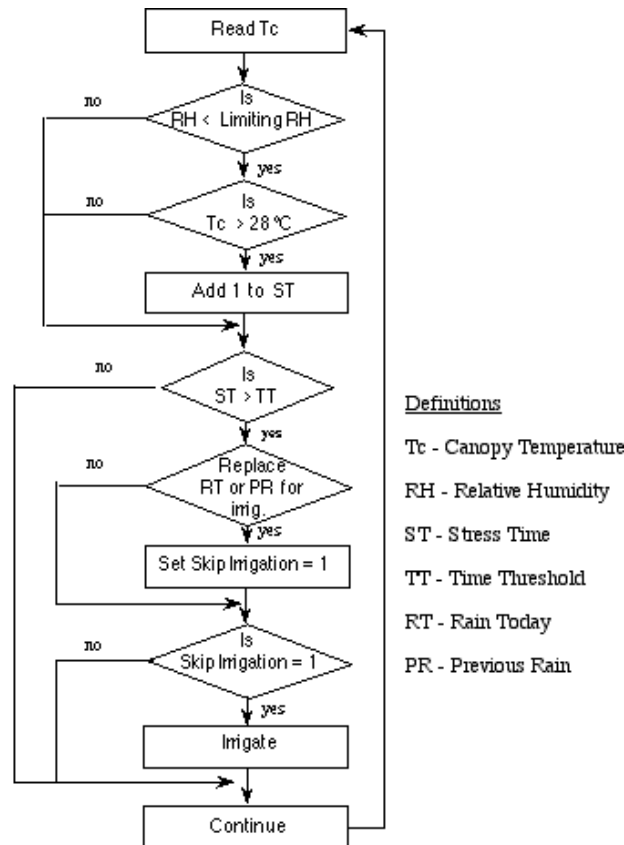 Read Tc
Is
RH < Limiting RH
no
yes
Is
Tc > 28 ºC
no
yes
Add 1 to ST
Is
ST > TT
no
yes
Replace
RT or PR for
irrig.
no
yes
Set Skip Irrigation = 1
Is
Skip Irrigation = 1
no
yes
Irrigate
Continue
Definitions
Tc - Canopy Temperature
RH - Relative Humidity
ST - Stress Time
TT - Time Threshold
RT - Rain Today
PR - Previous Rain